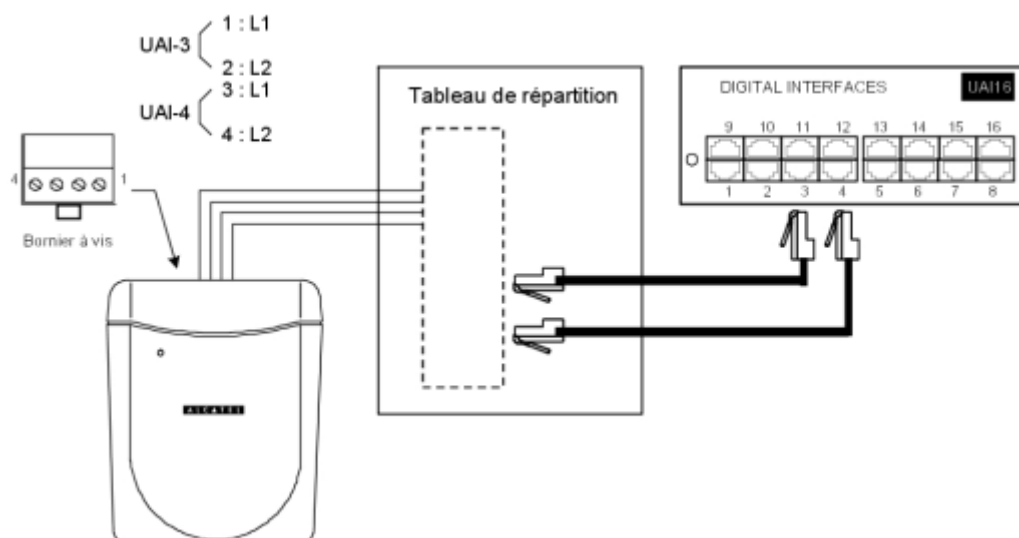 UAI-3
1 : L1
2 : L2
UAI-4
3 : L1
4 : L2
4
1
Bornier à vis
ALCATEL
Tableau de répartition
DIGITAL INTERFACES
UAI16
9 10 11 12 13 14 15 16
1 2 3 4 5 6 7 8